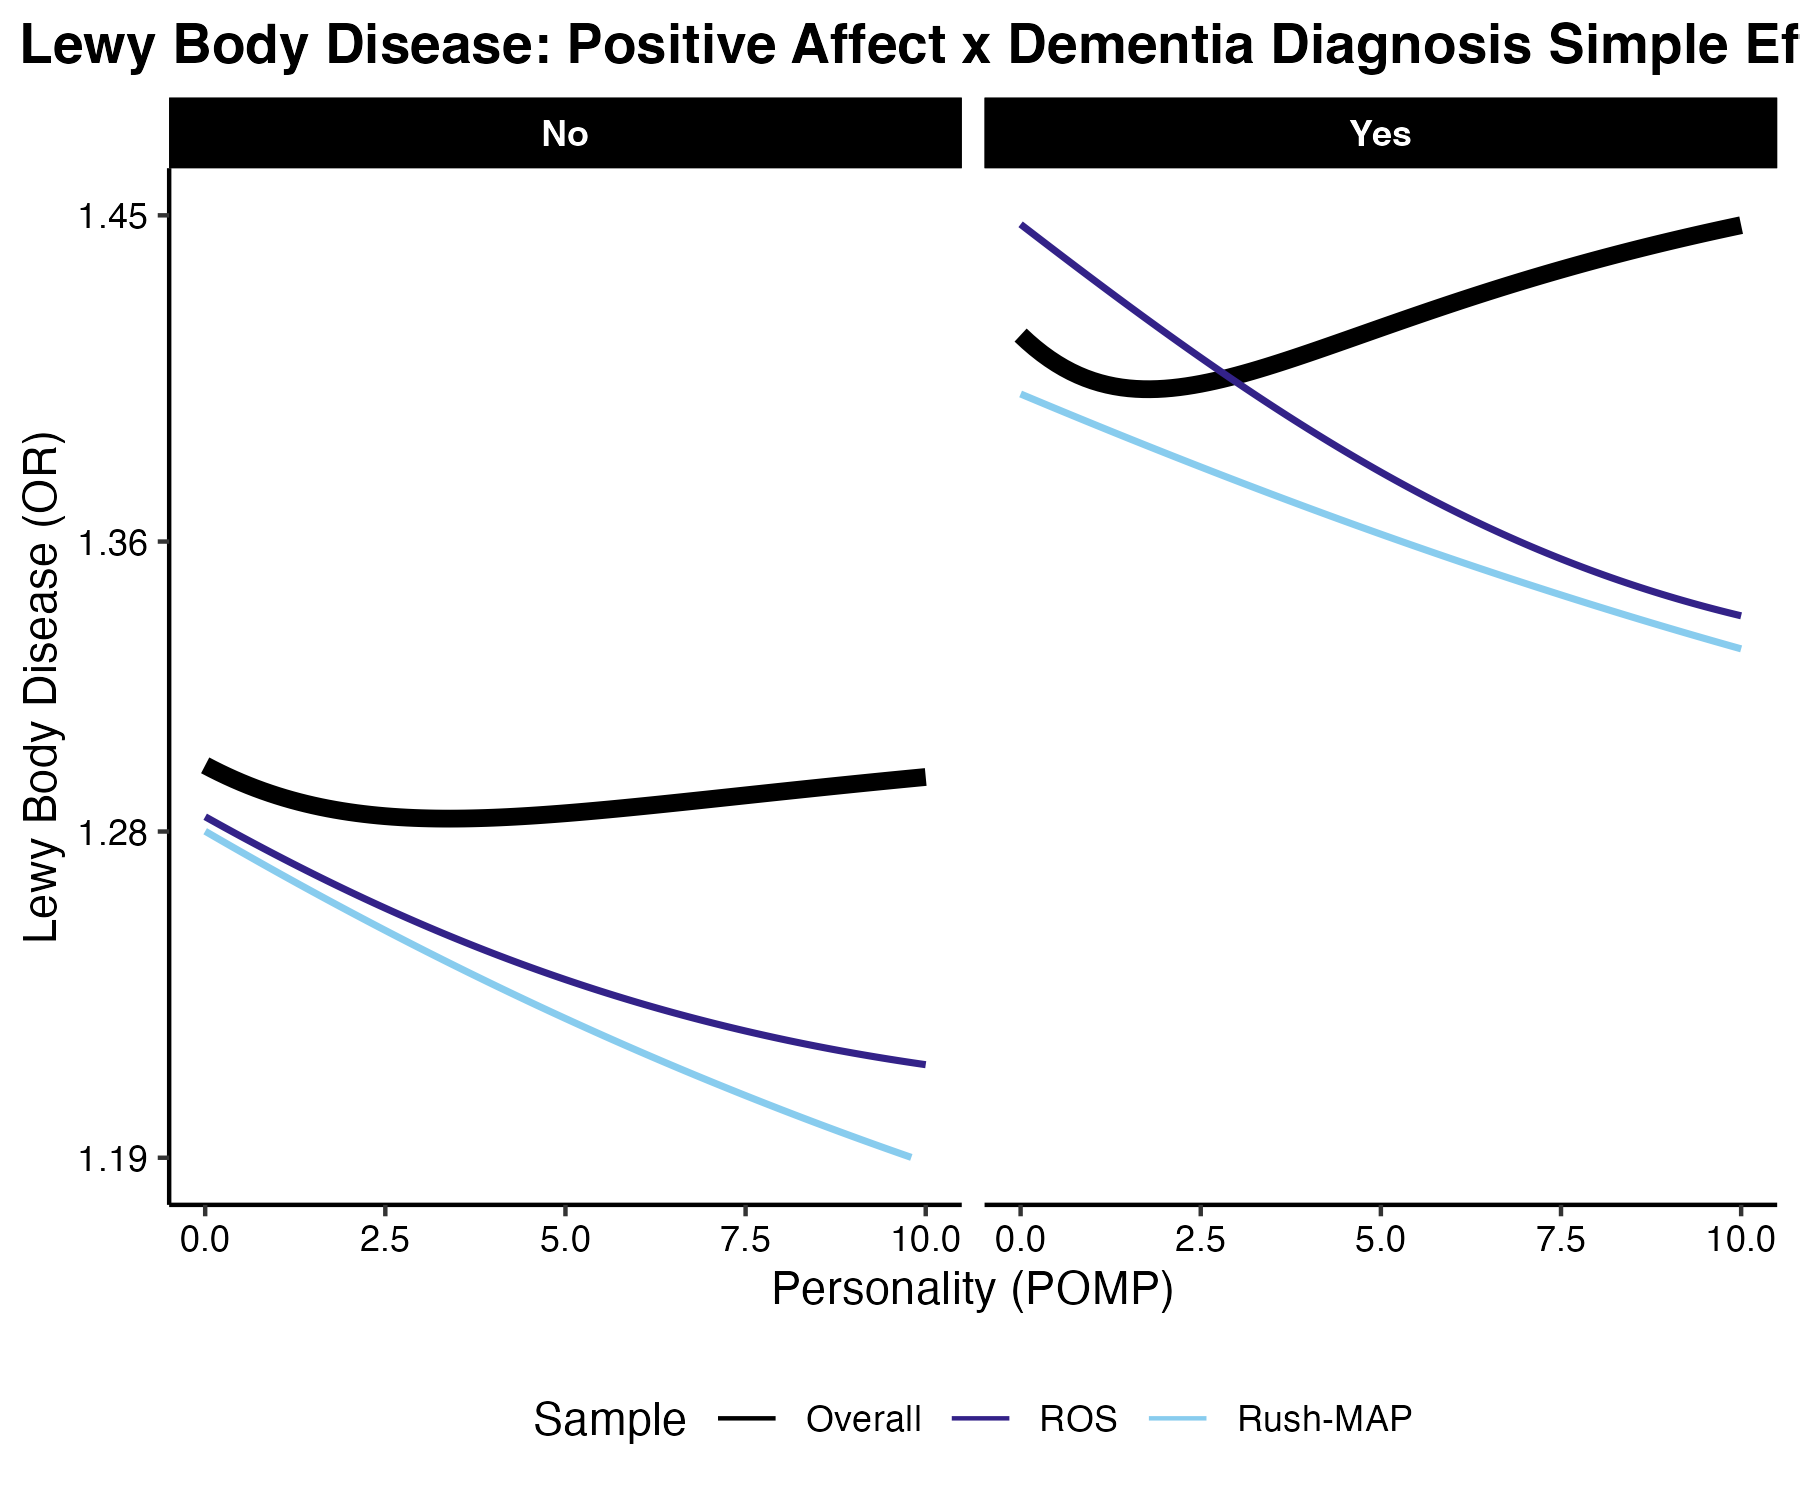 Lewy Body Disease: Positive Affect x Dementia Diagnosis Simple Ef
No
Yes
Lewy Body Disease (OR)
1.45
1.36
1.28
1.19
0.0 2.5 5.0 7.5 10.0
0.0 2.5 5.0 7.5 10.0
Personality (POMP)
Sample Overall ROS Rush-MAP